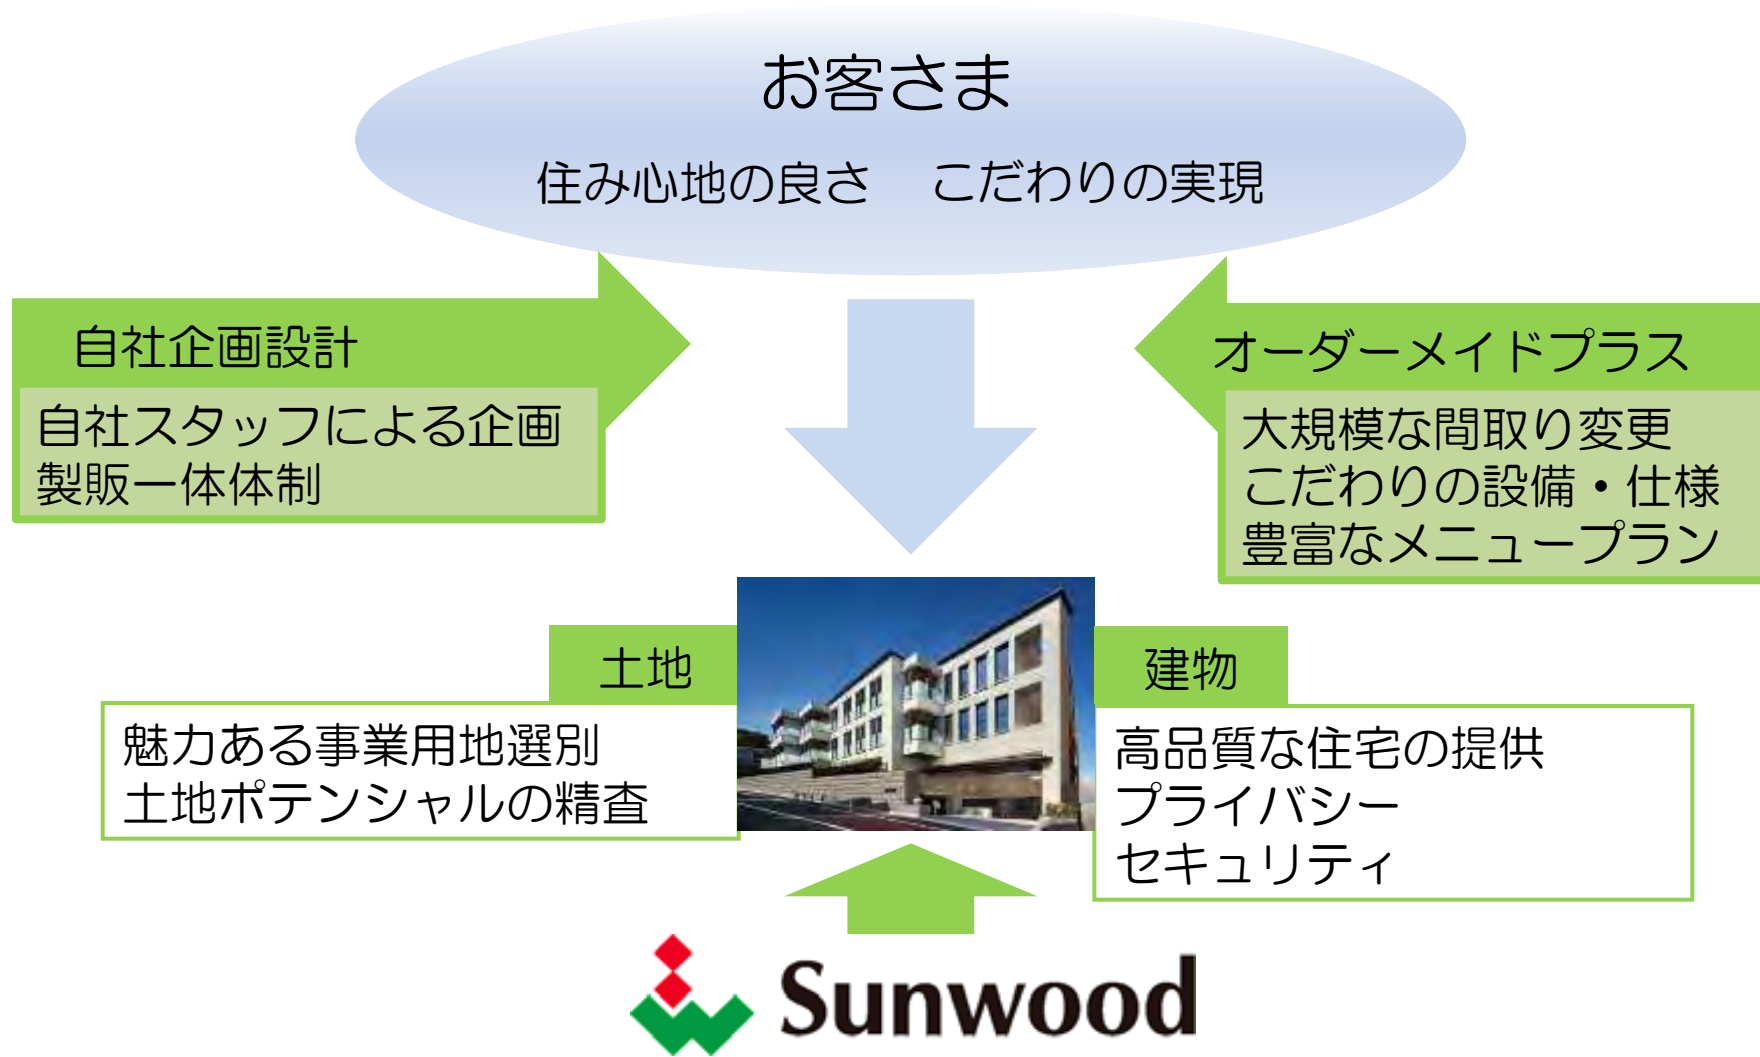 お客さま
住み心地の良さ　こだわりの実現
自社企画設計
自社スタッフによる企画
製販一体体制
オーダーメイドプラス
大規模な間取り変更
こだわりの設備・仕様
豊富なメニュープラン
土地
魅力ある事業用地選別
土地ポテンシャルの精査
建物
高品質な住宅の提供
プライバシー
セキュリティ
Sunwood